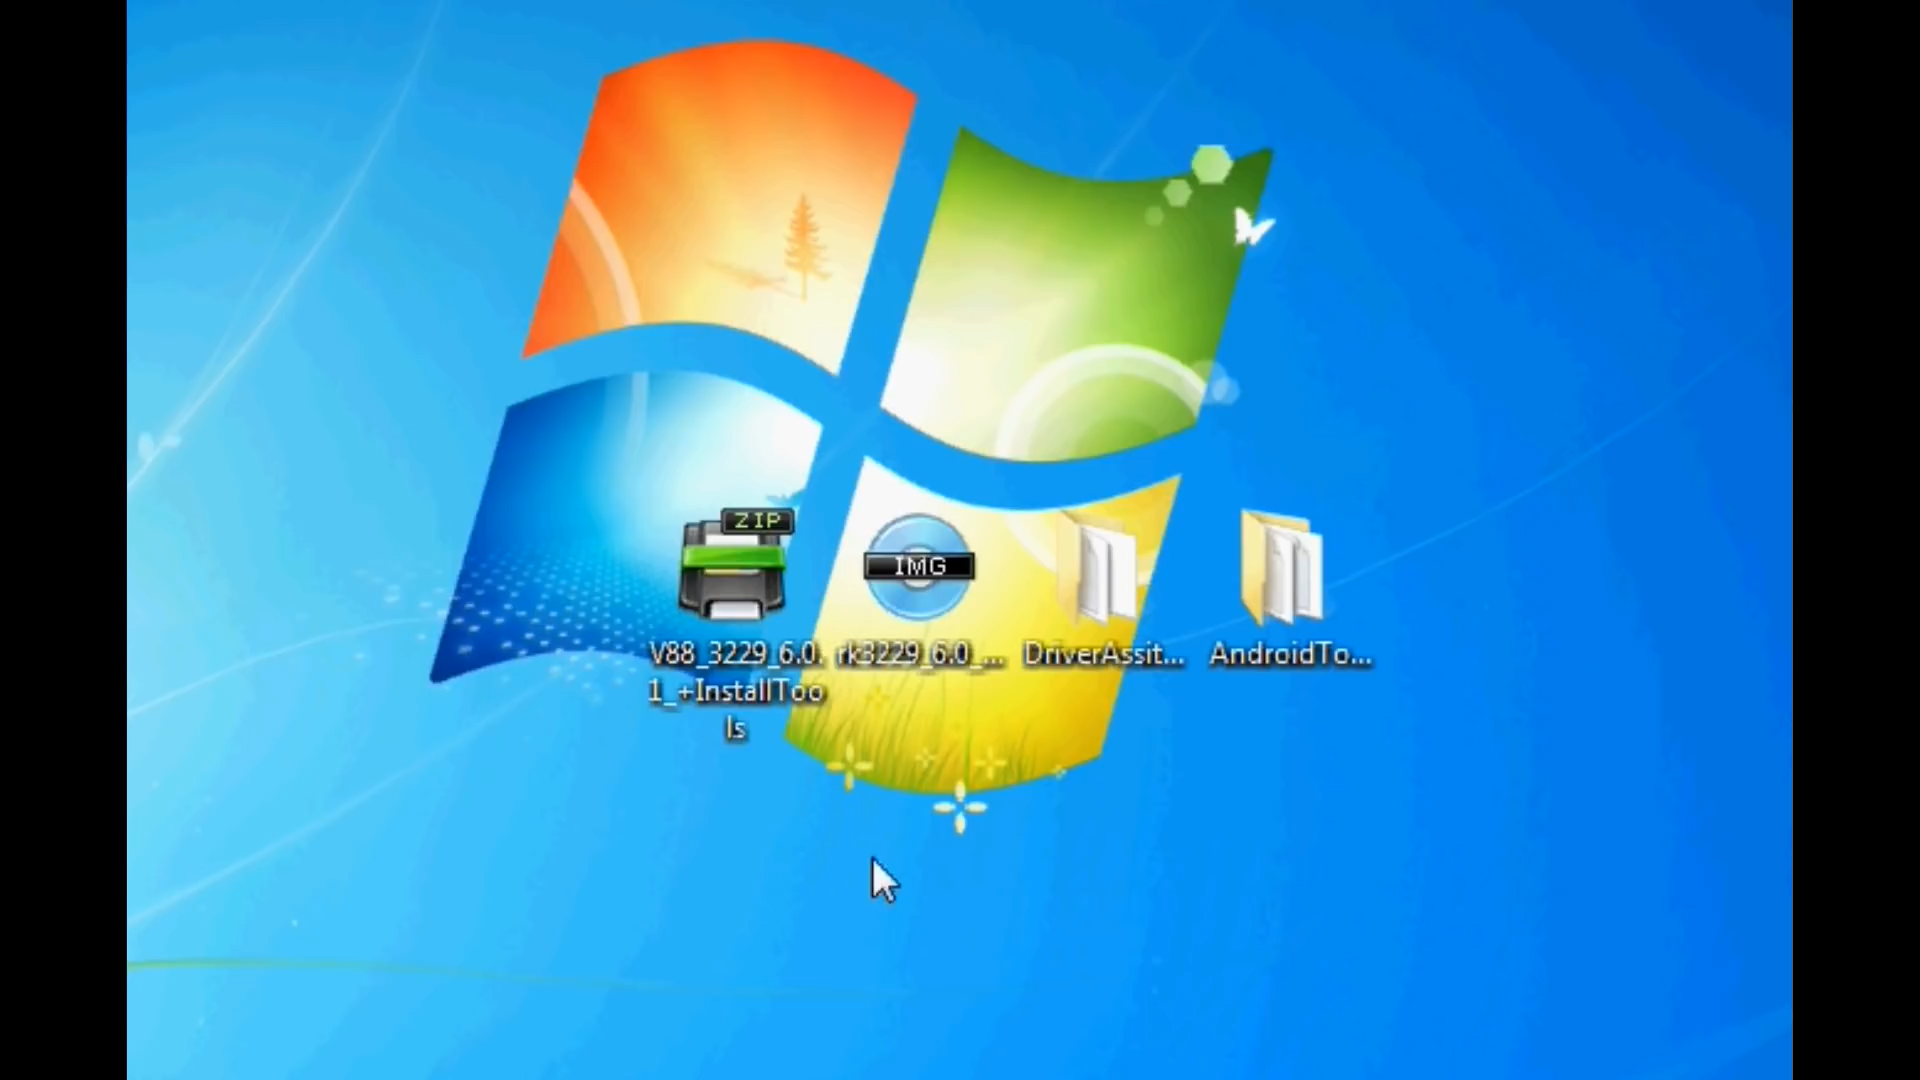 ZIP
IMG
V88_3229_6.0.
1_+InstallToo
ls
rk3229_6.0_...
DriverAssit...
AndroidTo...